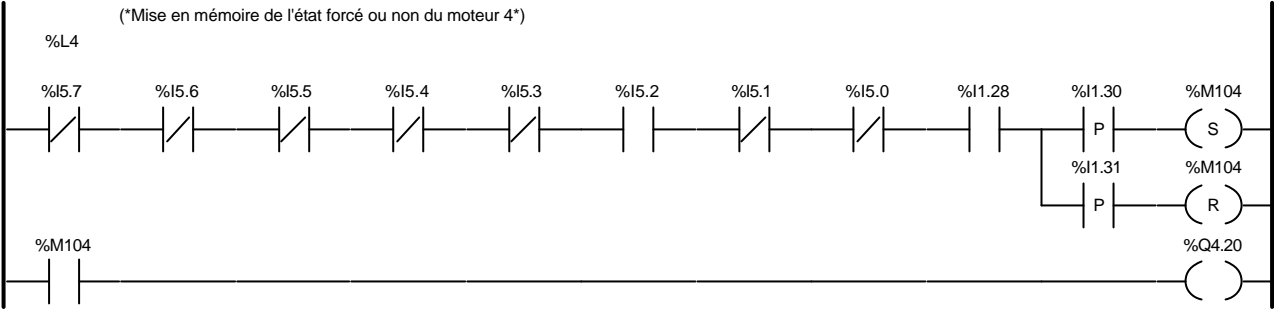 (*Mise en mémoire de l'état forcé ou non du moteur 4*)
%L4
%I5.7 %I5.6 %I5.5 %I5.4 %I5.3 %I5.2 %I5.1 %I5.0 %I1.28 %I1.30 %M104
P S
%I1.31 %M104
P R
%M104 %Q4.20